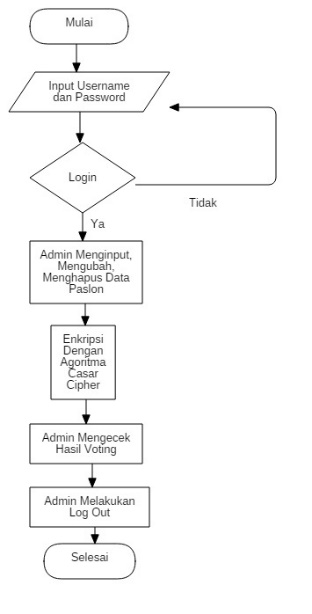 Mulai
Input Username
dan Password
Login
Tidak
Ya
Admin Menginput,
Mengubah,
Menghapus Data
Paslon
Enkripsi
Dengan
Agoritma
Casar
Cipher
Admin Mengecek
Hasil Voting
Admin Melakukan
Log Out
Selesai